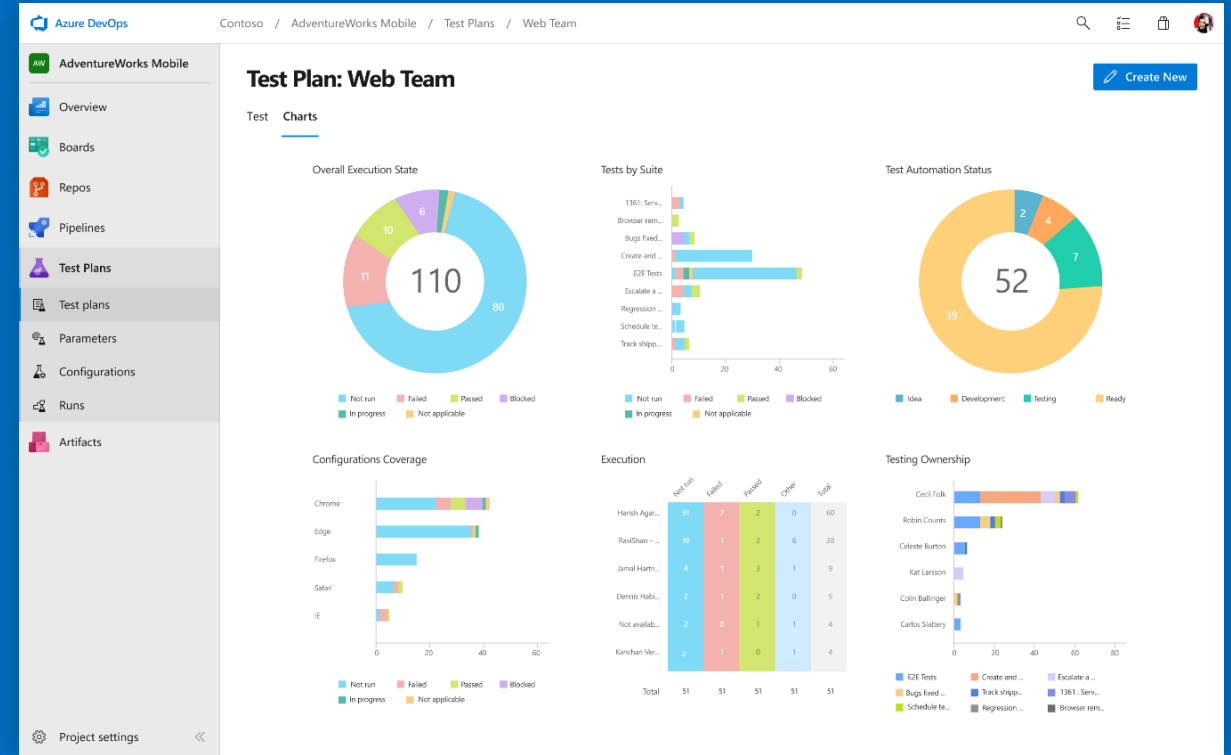 Azure DevOps
Contoso / AdventureWorks Mobile / Test Plans / Web Team
AW AdventureWorks Mobile
Overview
Boards
Repos
Pipelines
Test Plans
Test plans
Parameters
Configurations
Runs
Artifacts
Project settings
Test Plan: Web Team
Create New
Test Charts
Overall Execution State
6
10
11
110
80
Not run Failed Passed Blocked
In progress Not applicable
Tests by Suite
1361: Serv...
Browser rem...
Bugs fixed...
Create and ...
E2E Tests
Escalate a ...
Regression ...
Schedule te...
Track shipp...
0 20 40 60
Not run Failed Passed Blocked
In progress Not applicable
Test Automation Status
2
4
7
52
39
Idea Development Testing Ready
Configurations Coverage
Chrome
Edge
Firefox
Safari
IE
0 20 40 60
Not run Failed Passed Blocked
In progress Not applicable
Execution
Not run Failed Passed Other Total
Harish Agar... 51 7 2 0 60
RaviShan – ... 19 1 2 6 28
Jamal Hartn... 4 1 3 1 9
Dennis Habi... 2 1 2 0 5
Not availab... 2 0 1 1 4
Kanchan Ver... 2 1 0 1 4
Total 51 51 51 51 51
Testing Ownership
Cecil Folk
Robin Counts
Celeste Burton
Kat Larsson
Colin Ballinger
Carlos Slattery
0 20 40 60 80
E2E Tests Create and ... Escalate a ...
Bugs fixed ... Track shipp... 1361 : Serv...
Schedule te... Regression ... Browser rem...